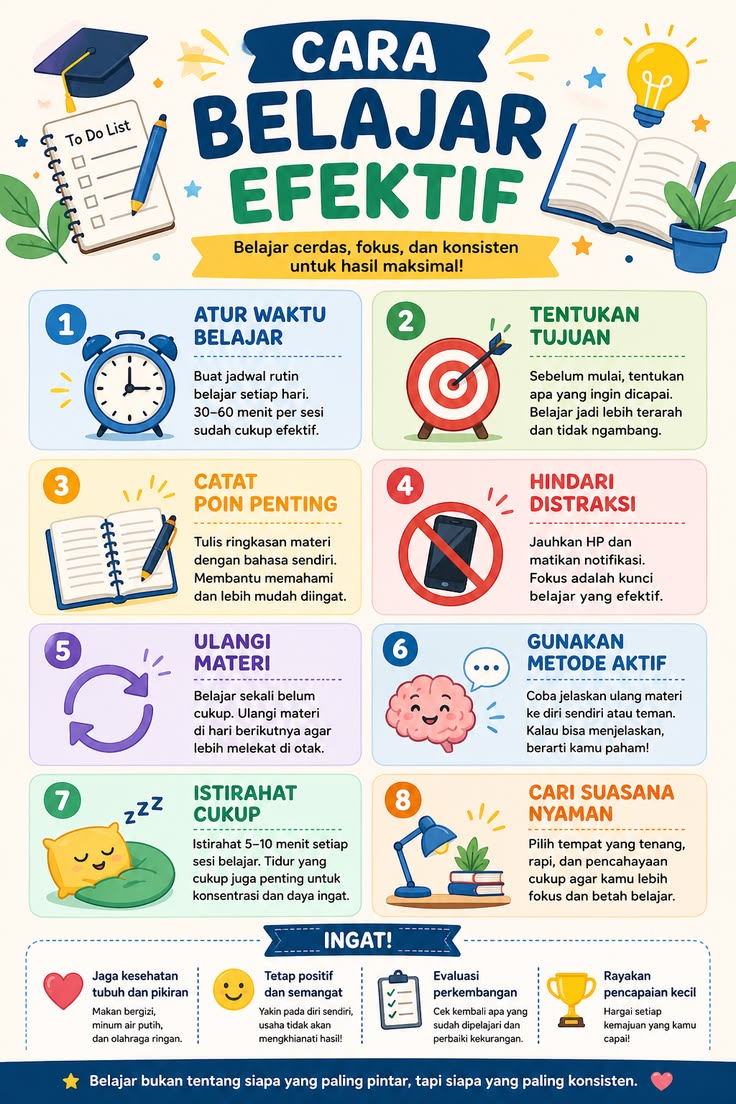 CARA
BELAJAR
EFEKTIF
To Do List
Belajar cerdas, fokus, dan konsisten
untuk hasil maksimal!
1
ATUR WAKTU
BELAJAR
Buat jadwal rutin
belajar setiap hari.
30–60 menit per sesi
sudah cukup efektif.
2
TENTUKAN
TUJUAN
Sebelum mulai, tentukan
apa yang ingin dicapai.
Belajar jadi lebih terarah
dan tidak ngambang.
3
CATAT
POIN PENTING
Tulis ringkasan materi
dengan bahasa sendiri.
Membantu memahami
dan lebih mudah diingat.
4
HINDARI
DISTRAKSI
Jauhkan HP dan
matikan notifikasi.
Fokus adalah kunci
belajar yang efektif.
5
ULANGI
MATERI
Belajar sekali belum
cukup. Ulangi materi
di hari berikutnya agar
lebih melekat di otak.
6
GUNAKAN
METODE AKTIF
Coba jelaskan ulang materi
ke diri sendiri atau teman.
Kalau bisa menjelaskan,
berarti kamu paham!
7
zzz
ISTIRAHAT
CUKUP
Istirahat 5–10 menit setiap
sesi belajar. Tidur yang
cukup juga penting untuk
konsentrasi dan daya ingat.
8
CARI SUASANA
NYAMAN
Pilih tempat yang tenang,
rapi, dan pencahayaan
cukup agar kamu lebih
fokus dan betah belajar.
INGAT!
Jaga kesehatan
tubuh dan pikiran
Makan bergizi,
minum air putih,
dan olahraga ringan.
Tetap positif
dan semangat
Yakin pada diri sendiri,
usaha tidak akan
mengkhianati hasil!
Evaluasi
perkembangan
Cek kembali apa yang
sudah dipelajari dan
perbaiki kekurangan.
Rayakan
pencapaian kecil
Hargai setiap
kemajuan yang kamu
capai!
Belajar bukan tentang siapa yang paling pintar, tapi siapa yang paling konsisten.